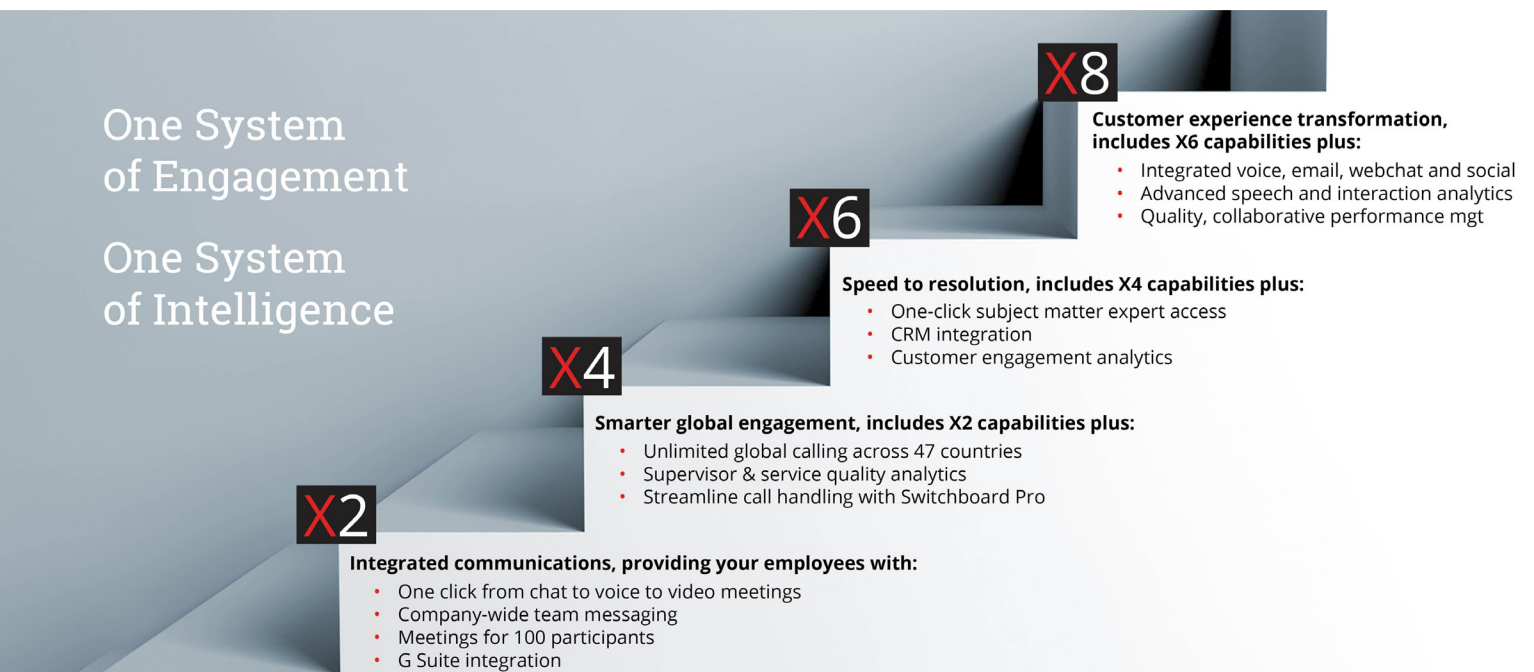 One System
of Engagement
One System
of Intelligence
X8
Customer experience transformation,
includes X6 capabilities plus:
• Integrated voice, email, webchat and social
• Advanced speech and interaction analytics
• Quality, collaborative performance mgt
X6
Speed to resolution, includes X4 capabilities plus:
• One-click subject matter expert access
• CRM integration
• Customer engagement analytics
X4
Smarter global engagement, includes X2 capabilities plus:
• Unlimited global calling across 47 countries
• Supervisor & service quality analytics
• Streamline call handling with Switchboard Pro
X2
Integrated communications, providing your employees with:
• One click from chat to voice to video meetings
• Company-wide team messaging
• Meetings for 100 participants
• G Suite integration